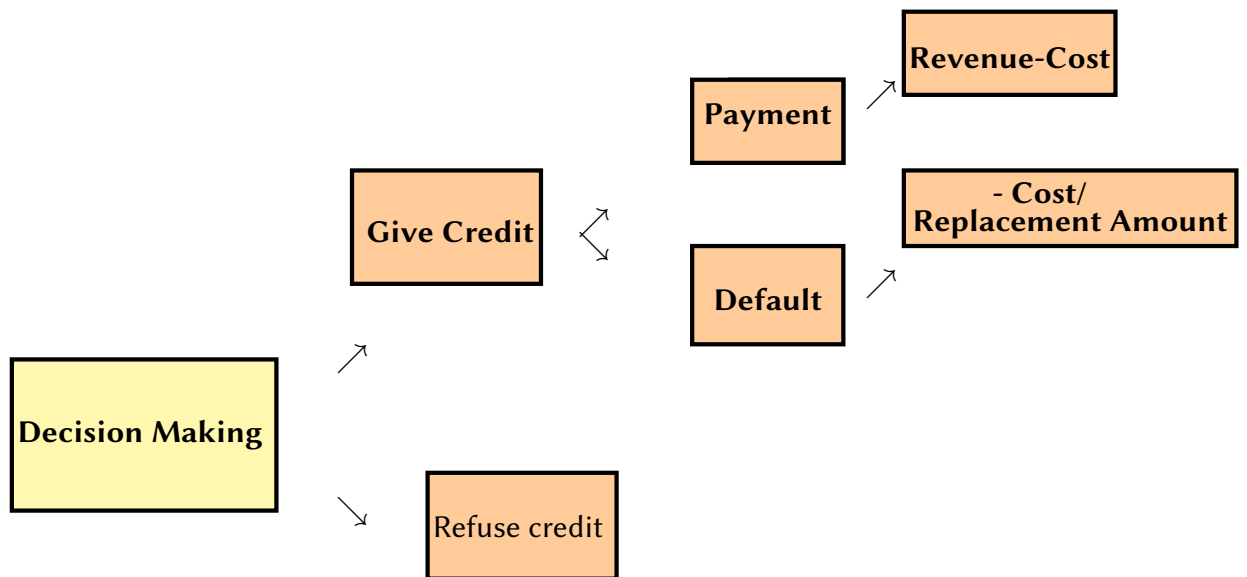 Revenue-Cost
Payment
- Cost/
Replacement Amount
Give Credit
Default
Decision Making
Refuse credit